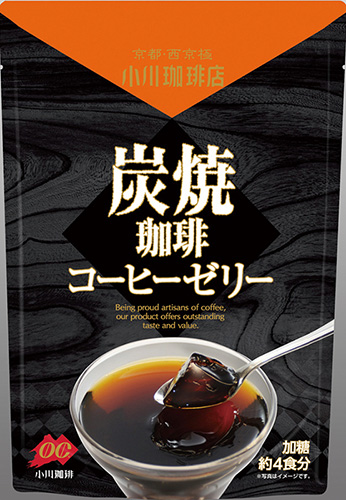 京都・西京極
小川珈琲店
炭焼
珈琲
コーヒーゼリー
Being proud artisans of coffee,
our product offers outstanding
taste and value.
OC
小川珈琲
加糖
約4食分
※写真はイメージです。